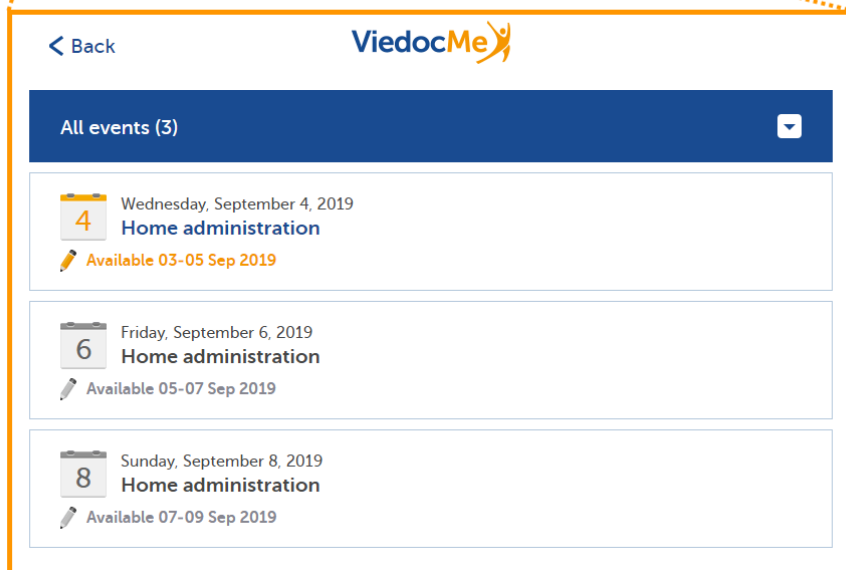 Back
ViedocMe
All events (3)
4
Wednesday, September 4, 2019
Home administration
Available 03-05 Sep 2019
6
Friday, September 6, 2019
Home administration
Available 05-07 Sep 2019
8
Sunday, September 8, 2019
Home administration
Available 07-09 Sep 2019